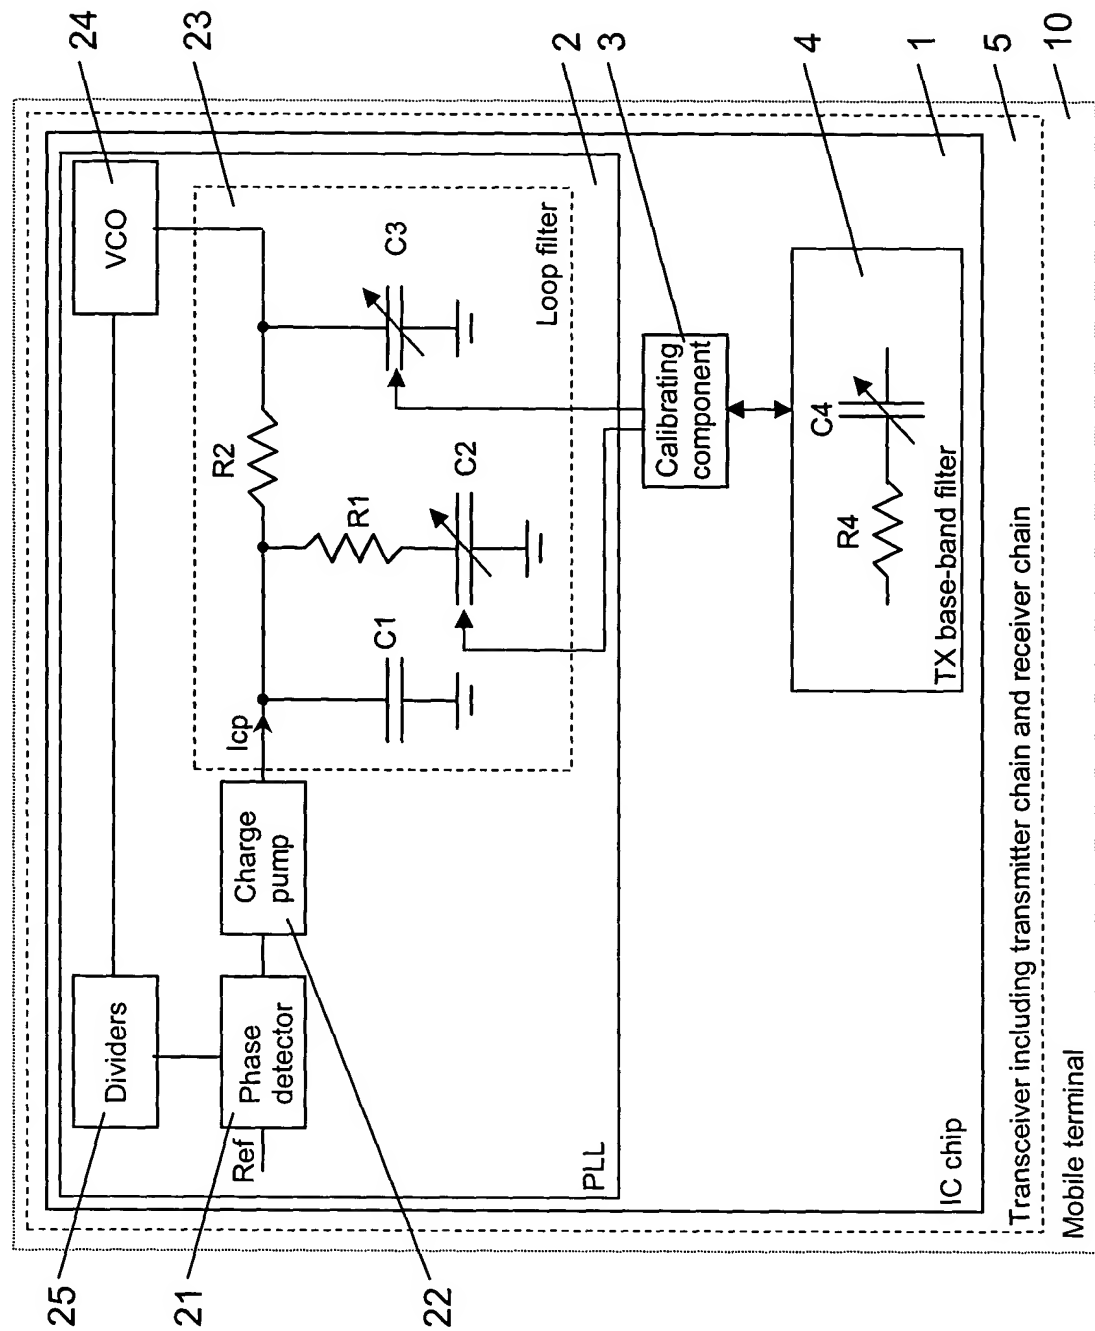 25
21
22
24
23
2
3
4
1
5
10
Dividers
VCO
Ref
Phase
detector
Charge
pump
Icp
R2
C1
R1
C2
C3
Loop filter
PLL
Calibrating
component
R4
C4
TX base-band filter
IC chip
Transceiver including transmitter chain and receiver chain
Mobile terminal